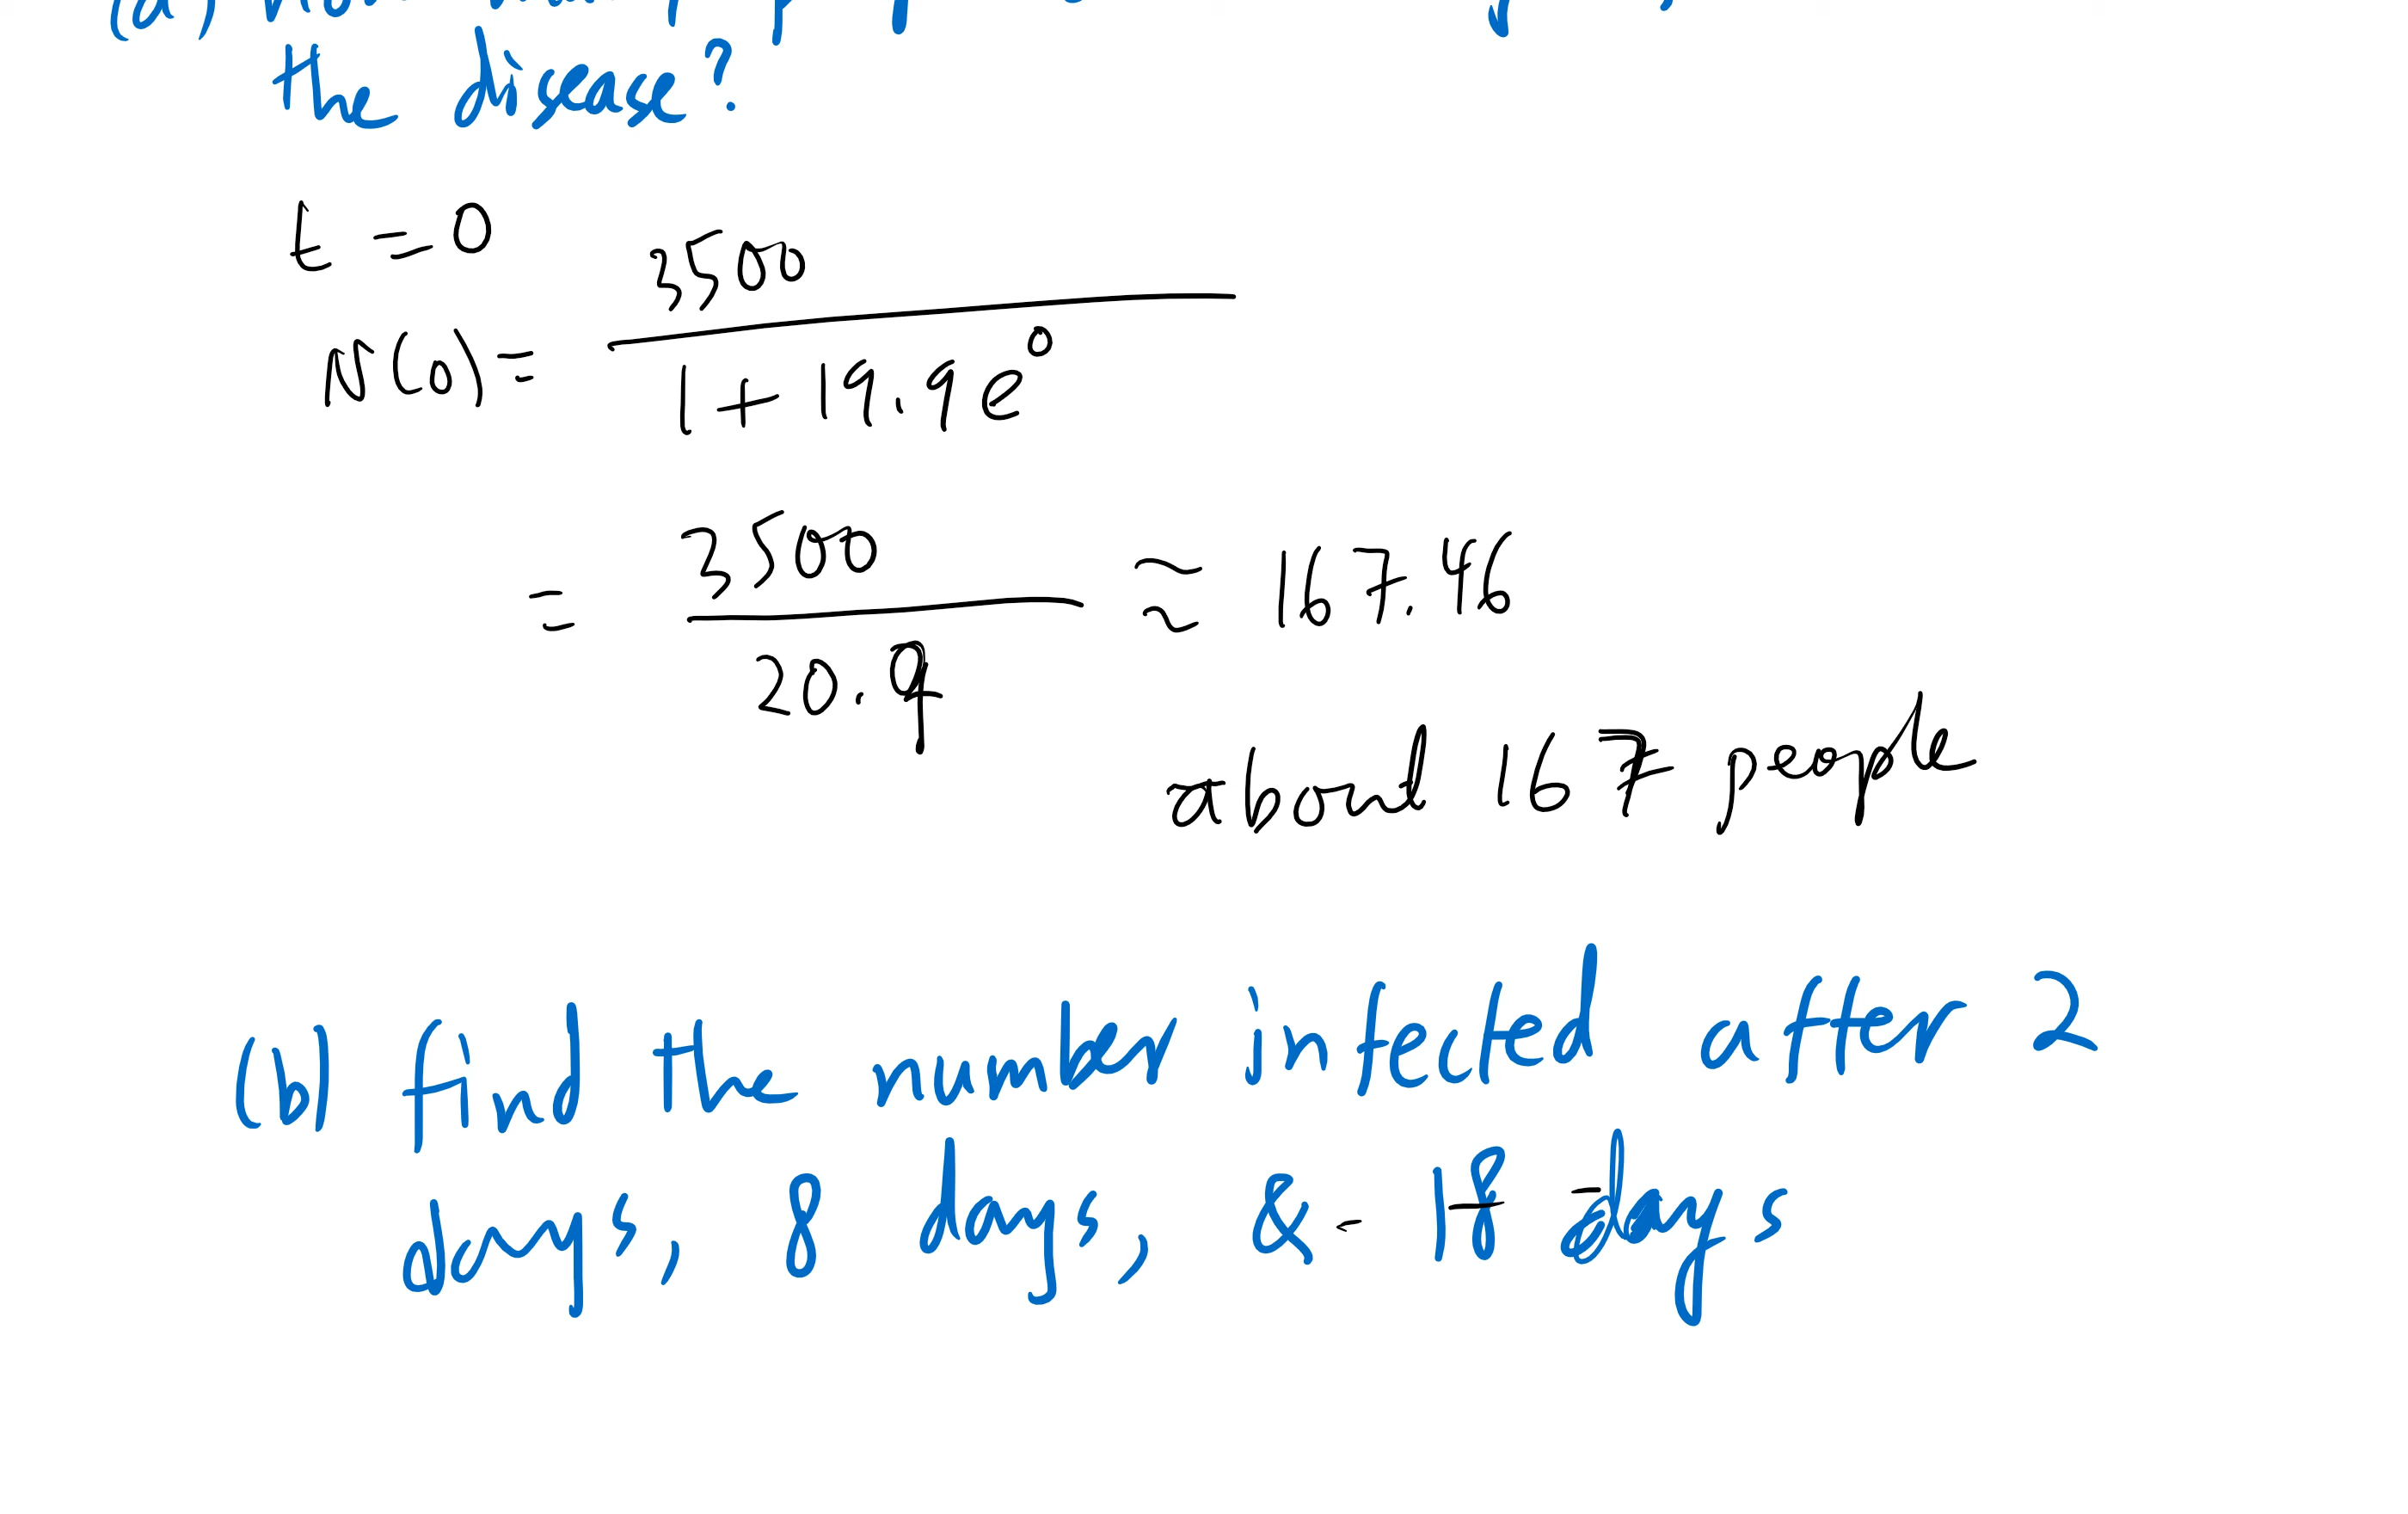 the disease?
t = 0
N(0) = 3500 / 1 + 19.9e^0
= 3500 / 20.9 ≈ 167.46
about 167 people
(b) find the number infected after 2
days, 8 days, & 18 days